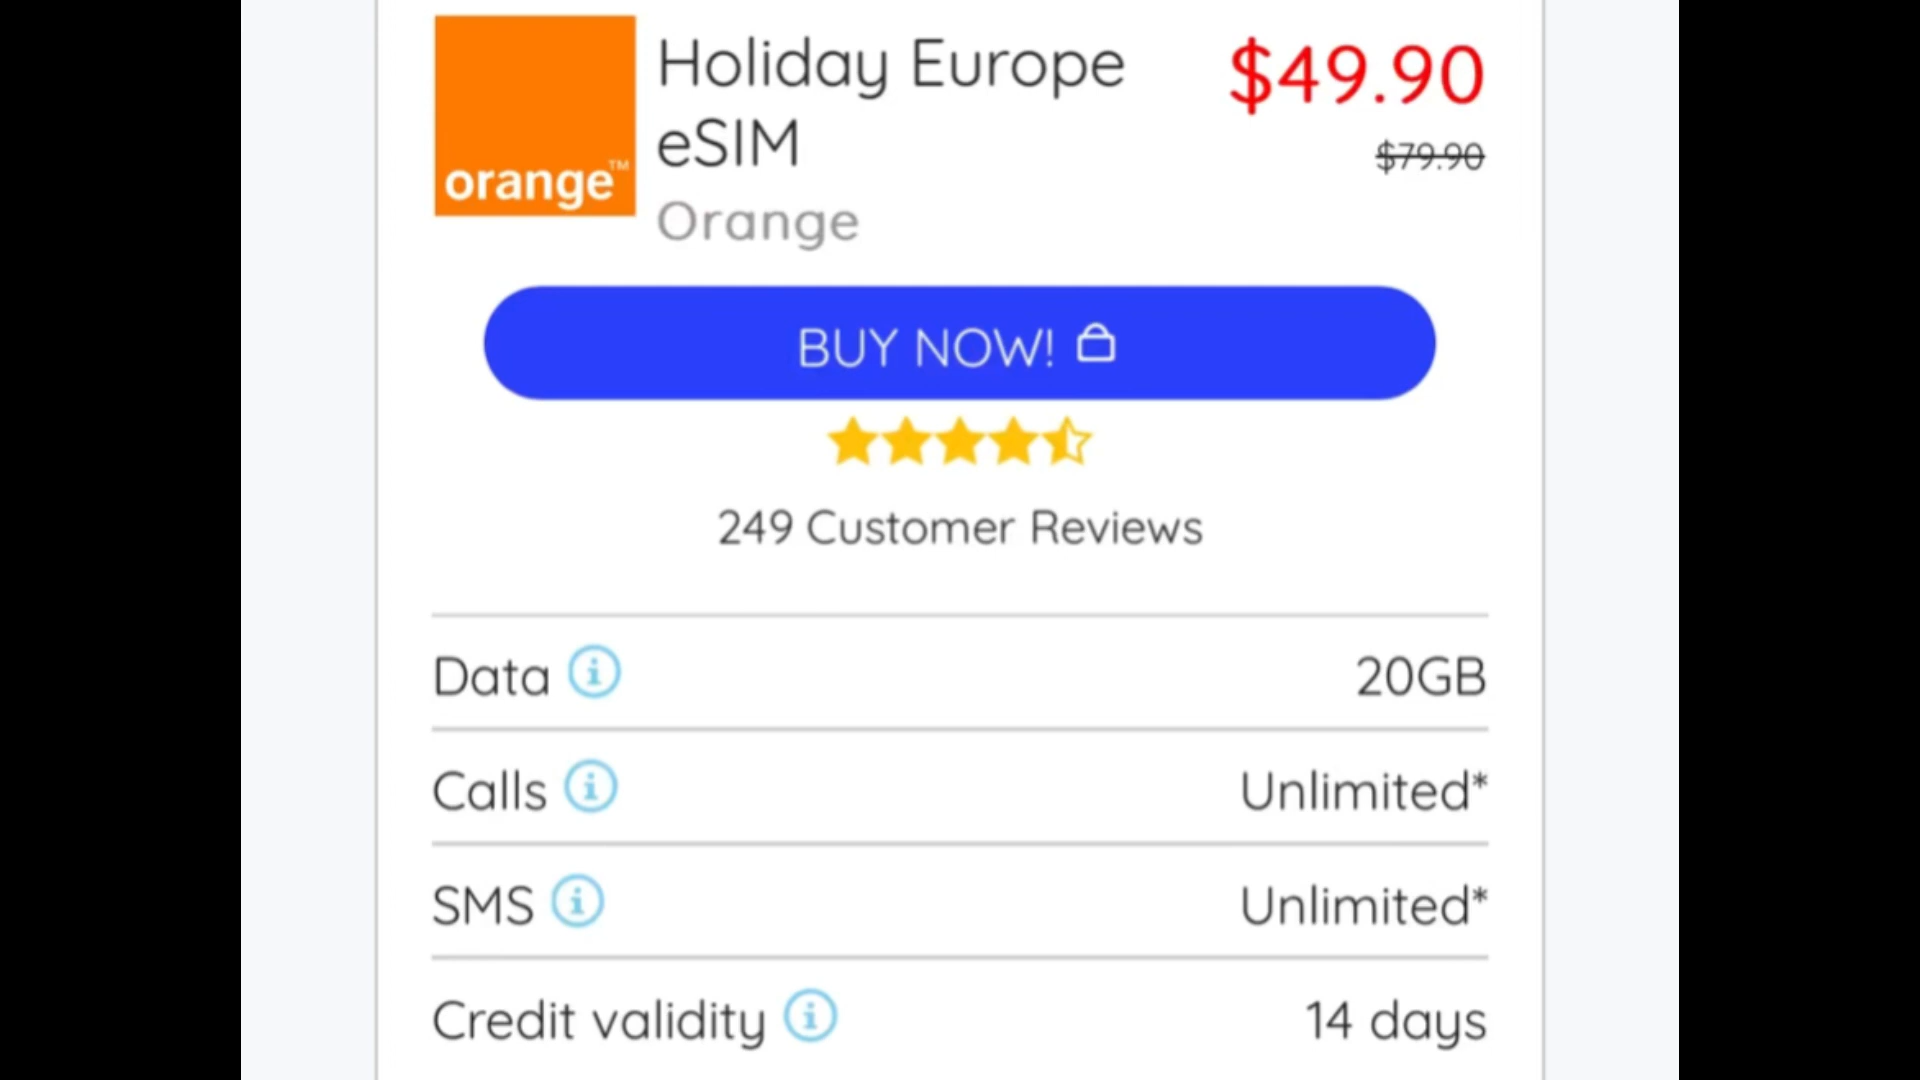 orange™
Holiday Europe
eSIM
Orange
$49.90
$79.90
BUY NOW!
249 Customer Reviews
Data 20GB
Calls Unlimited*
SMS Unlimited*
Credit validity 14 days